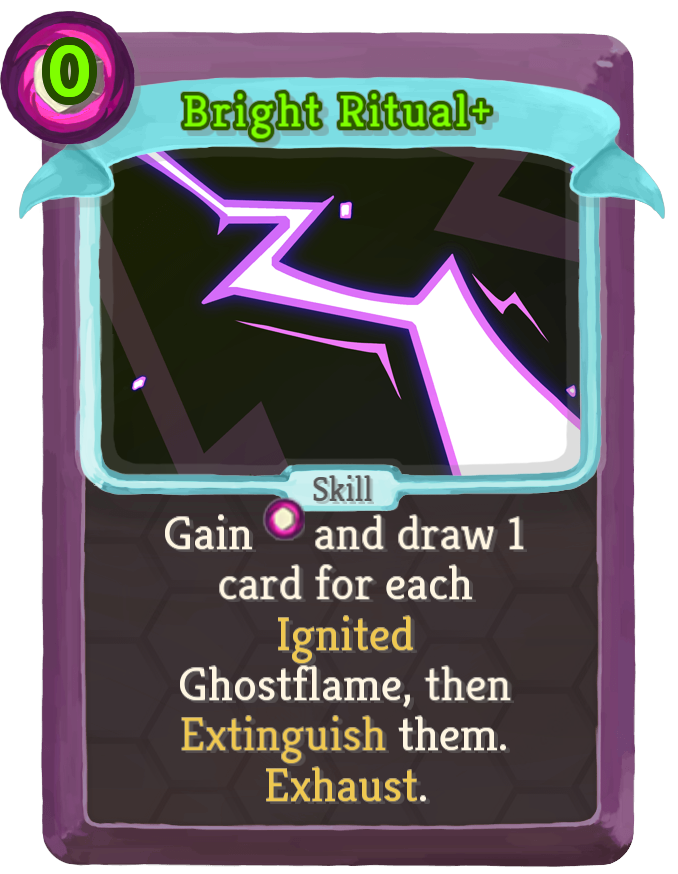 0
Bright Ritual+
Skill
Gain and draw 1
card for each
Ignited
Ghostflame, then
Extinguish them.
Exhaust.